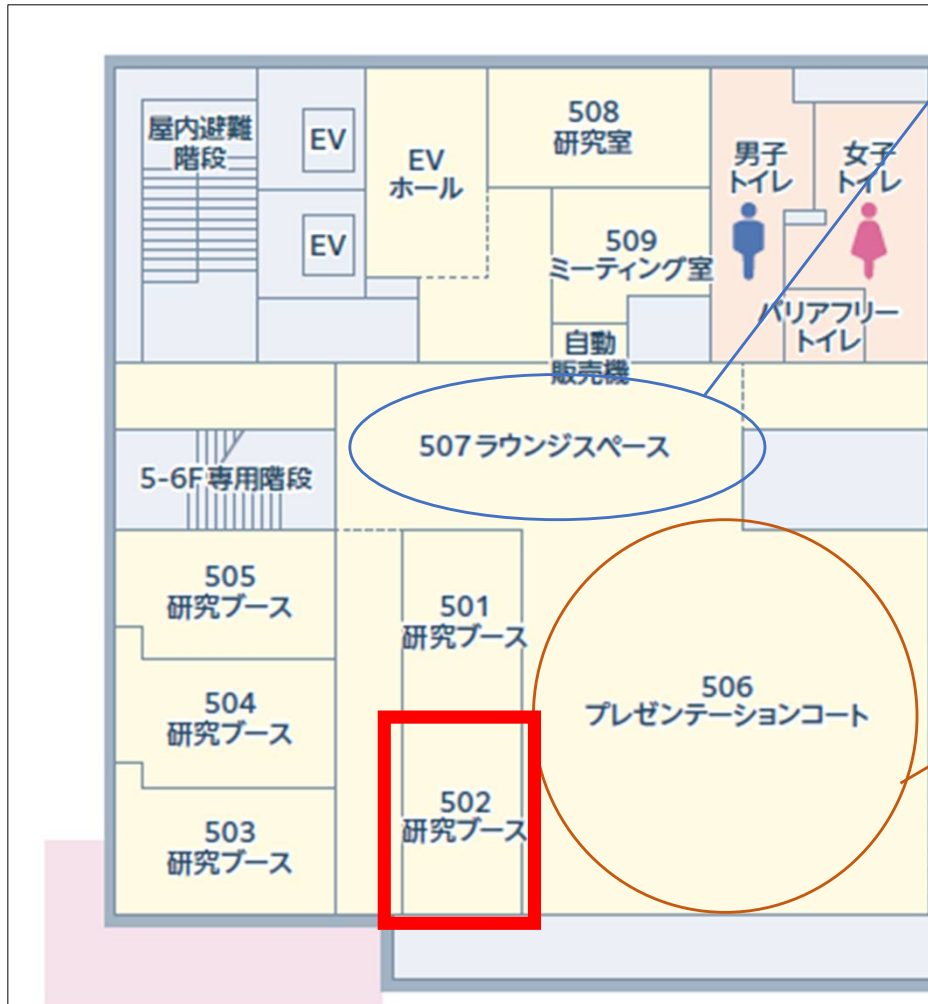 屋内避難
階段
EV
EV
EV
ホール
508
研究室
509
ミーティング室
自動
販売機
男子
トイレ
女子
トイレ
バリアフリー
トイレ
507ラウンジスペース
5-6F専用階段
505
研究ブース
504
研究ブース
503
研究ブース
501
研究ブース
502
研究ブース
506
プレゼンテーションコート